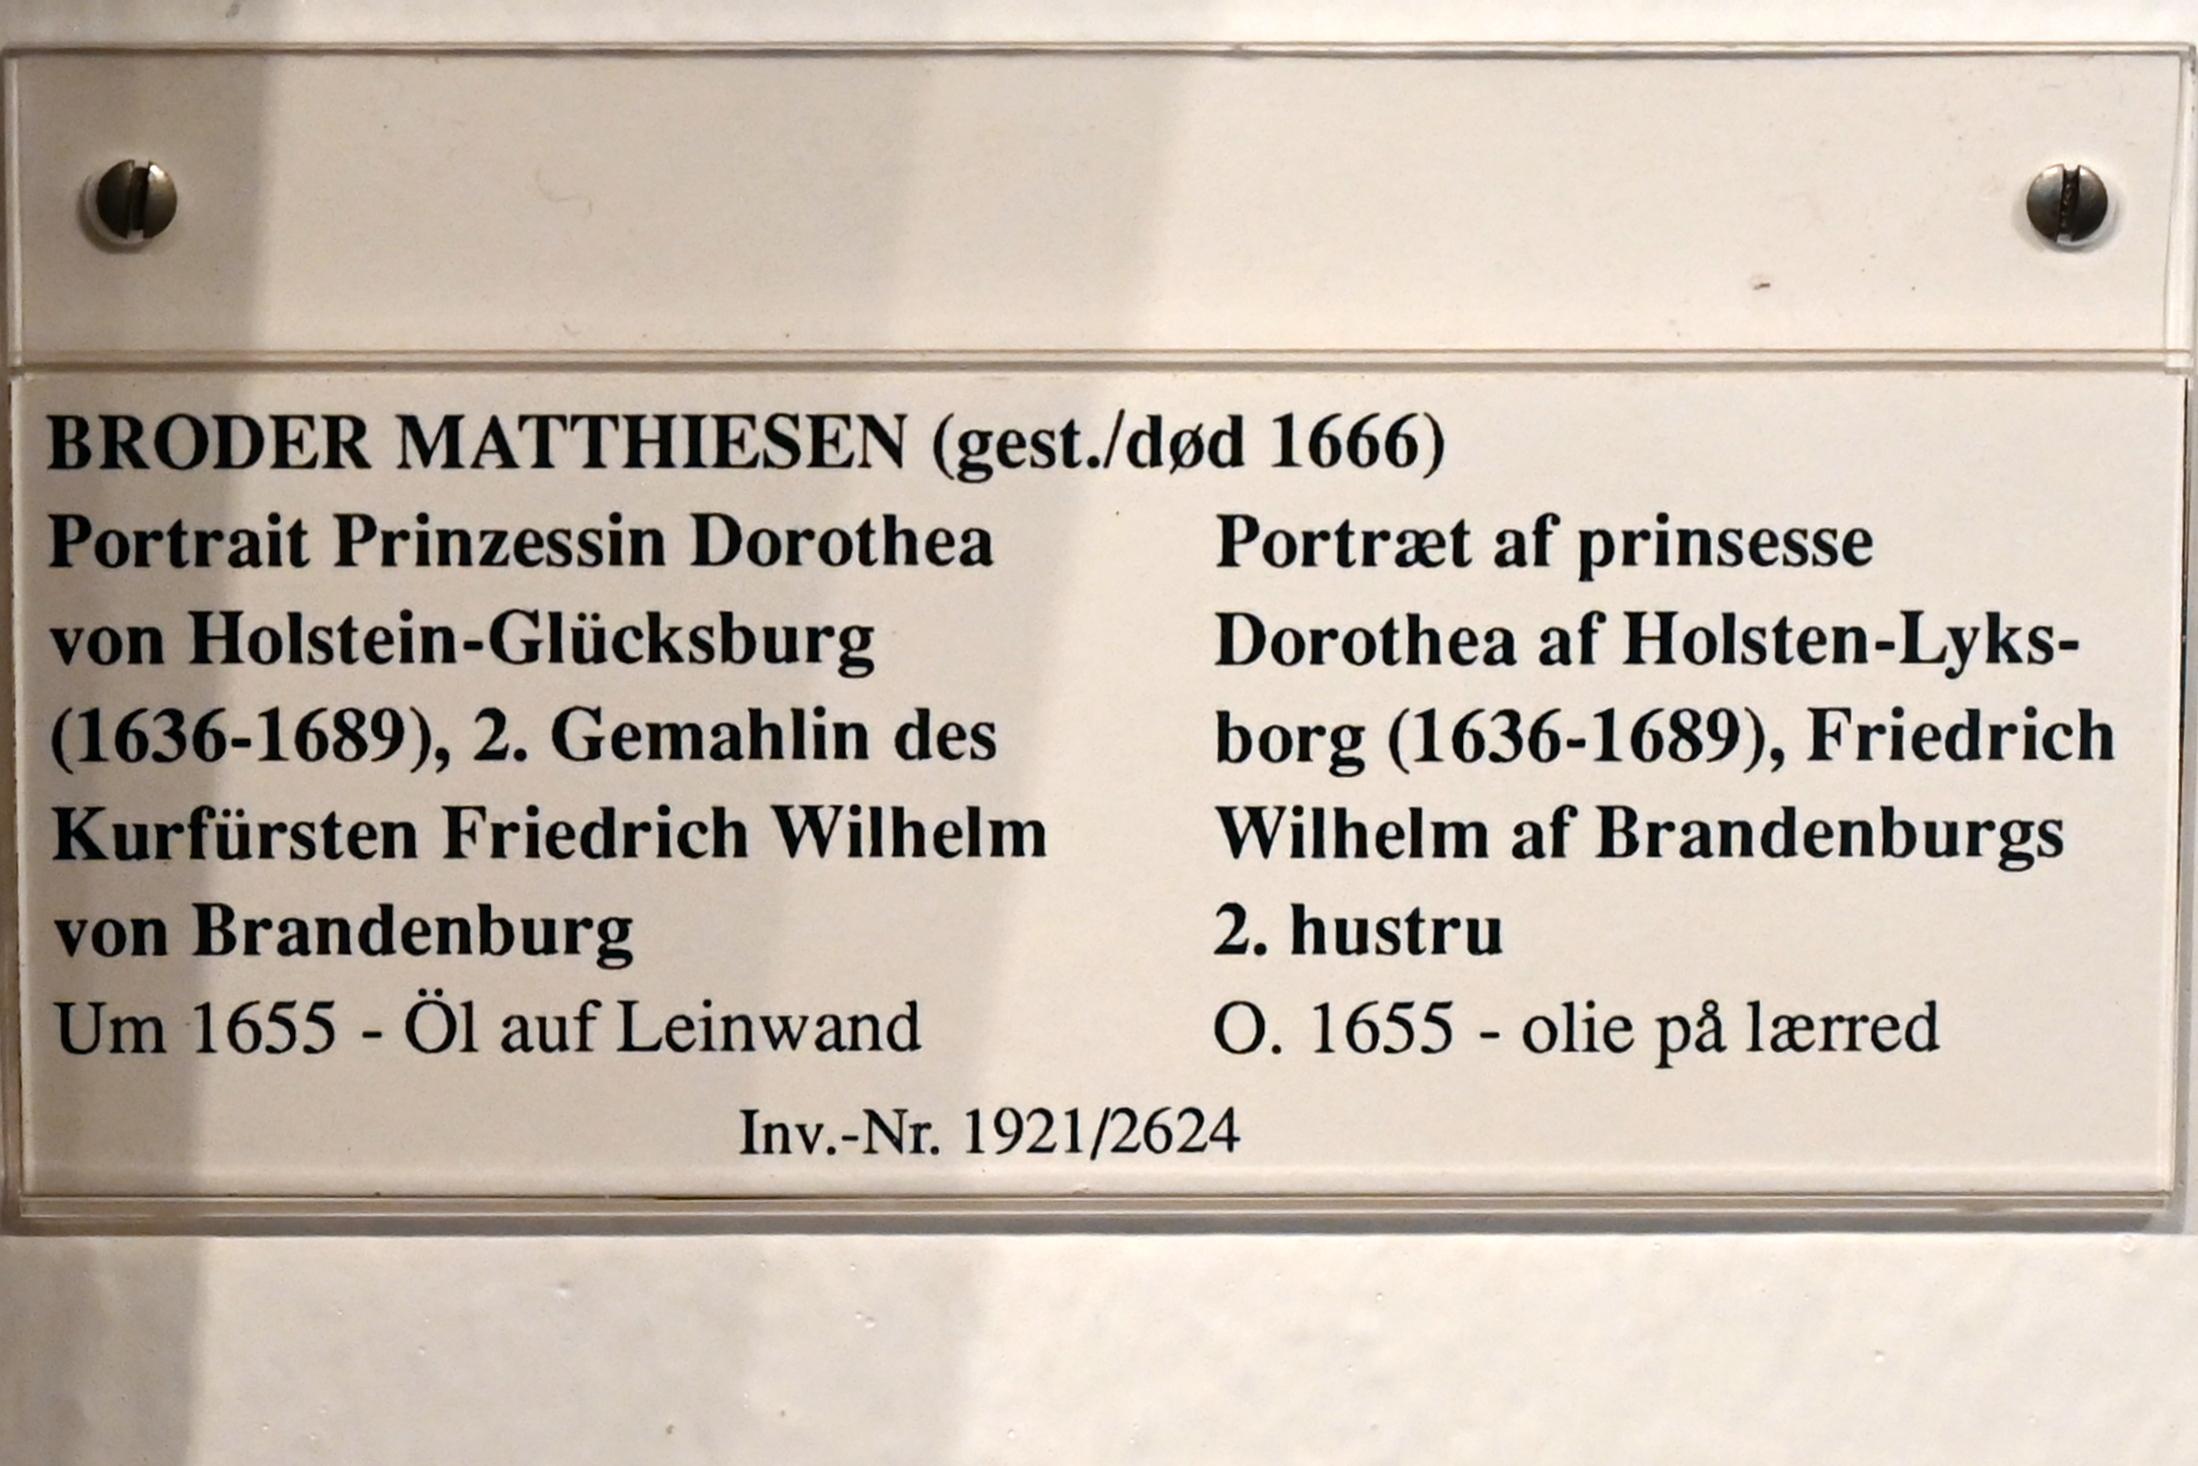 BRODER MATTHIESEN (gest./død 1666)
Portrait Prinzessin Dorothea
von Holstein-Glücksburg
(1636-1689), 2. Gemahlin des
Kurfürsten Friedrich Wilhelm
von Brandenburg
Um 1655 - Öl auf Leinwand
Portræt af prinsesse
Dorothea af Holsten-Lyks-
borg (1636-1689), Friedrich
Wilhelm af Brandenburgs
2. hustru
O. 1655 - olie på lærred
Inv.-Nr. 1921/2624